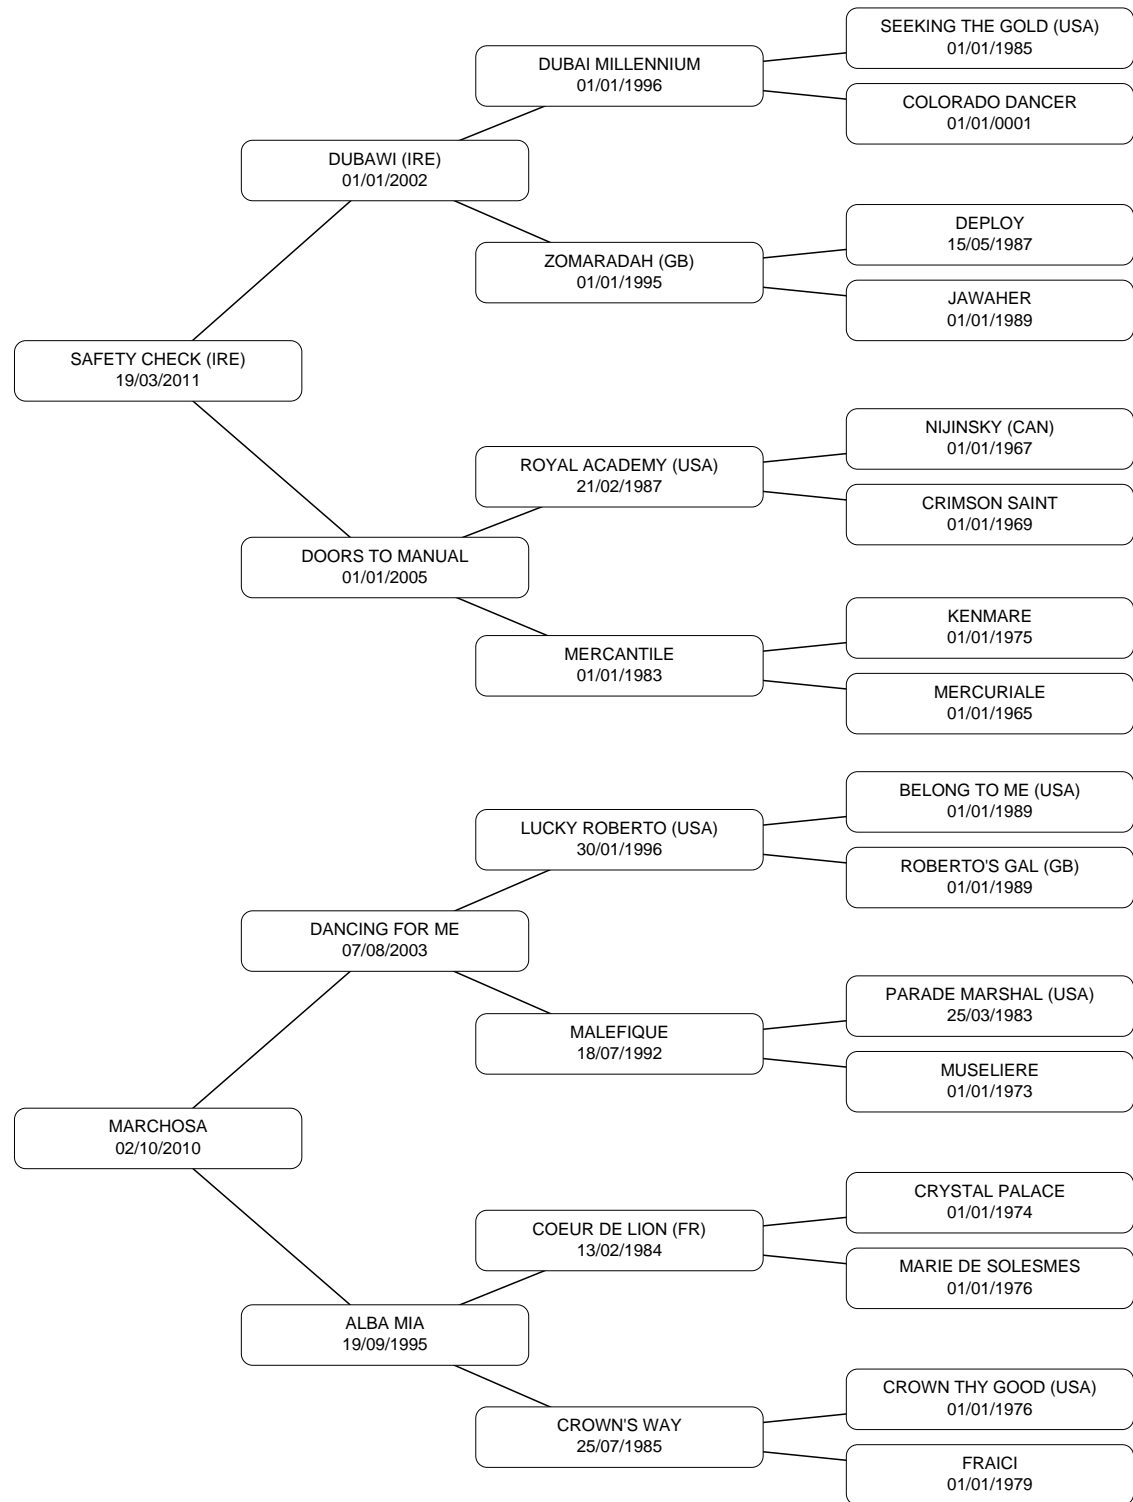 SEEKING THE GOLD (USA)
01/01/1985
DUBAI MILLENNIUM
01/01/1996
COLORADO DANCER
01/01/0001
DUBAWI (IRE)
01/01/2002
DEPLOY
15/05/1987
ZOMARADAH (GB)
01/01/1995
JAWAHER
01/01/1989
SAFETY CHECK (IRE)
19/03/2011
NIJINSKY (CAN)
01/01/1967
ROYAL ACADEMY (USA)
21/02/1987
CRIMSON SAINT
01/01/1969
DOORS TO MANUAL
01/01/2005
KENMARE
01/01/1975
MERCANTILE
01/01/1983
MERCURIALE
01/01/1965
BELONG TO ME (USA)
01/01/1989
LUCKY ROBERTO (USA)
30/01/1996
ROBERTO'S GAL (GB)
01/01/1989
DANCING FOR ME
07/08/2003
PARADE MARSHAL (USA)
25/03/1983
MALEFIQUE
18/07/1992
MUSELIERE
01/01/1973
MARCHOSA
02/10/2010
CRYSTAL PALACE
01/01/1974
COEUR DE LION (FR)
13/02/1984
MARIE DE SOLESMES
01/01/1976
ALBA MIA
19/09/1995
CROWN THY GOOD (USA)
01/01/1976
CROWN'S WAY
25/07/1985
FRAICI
01/01/1979